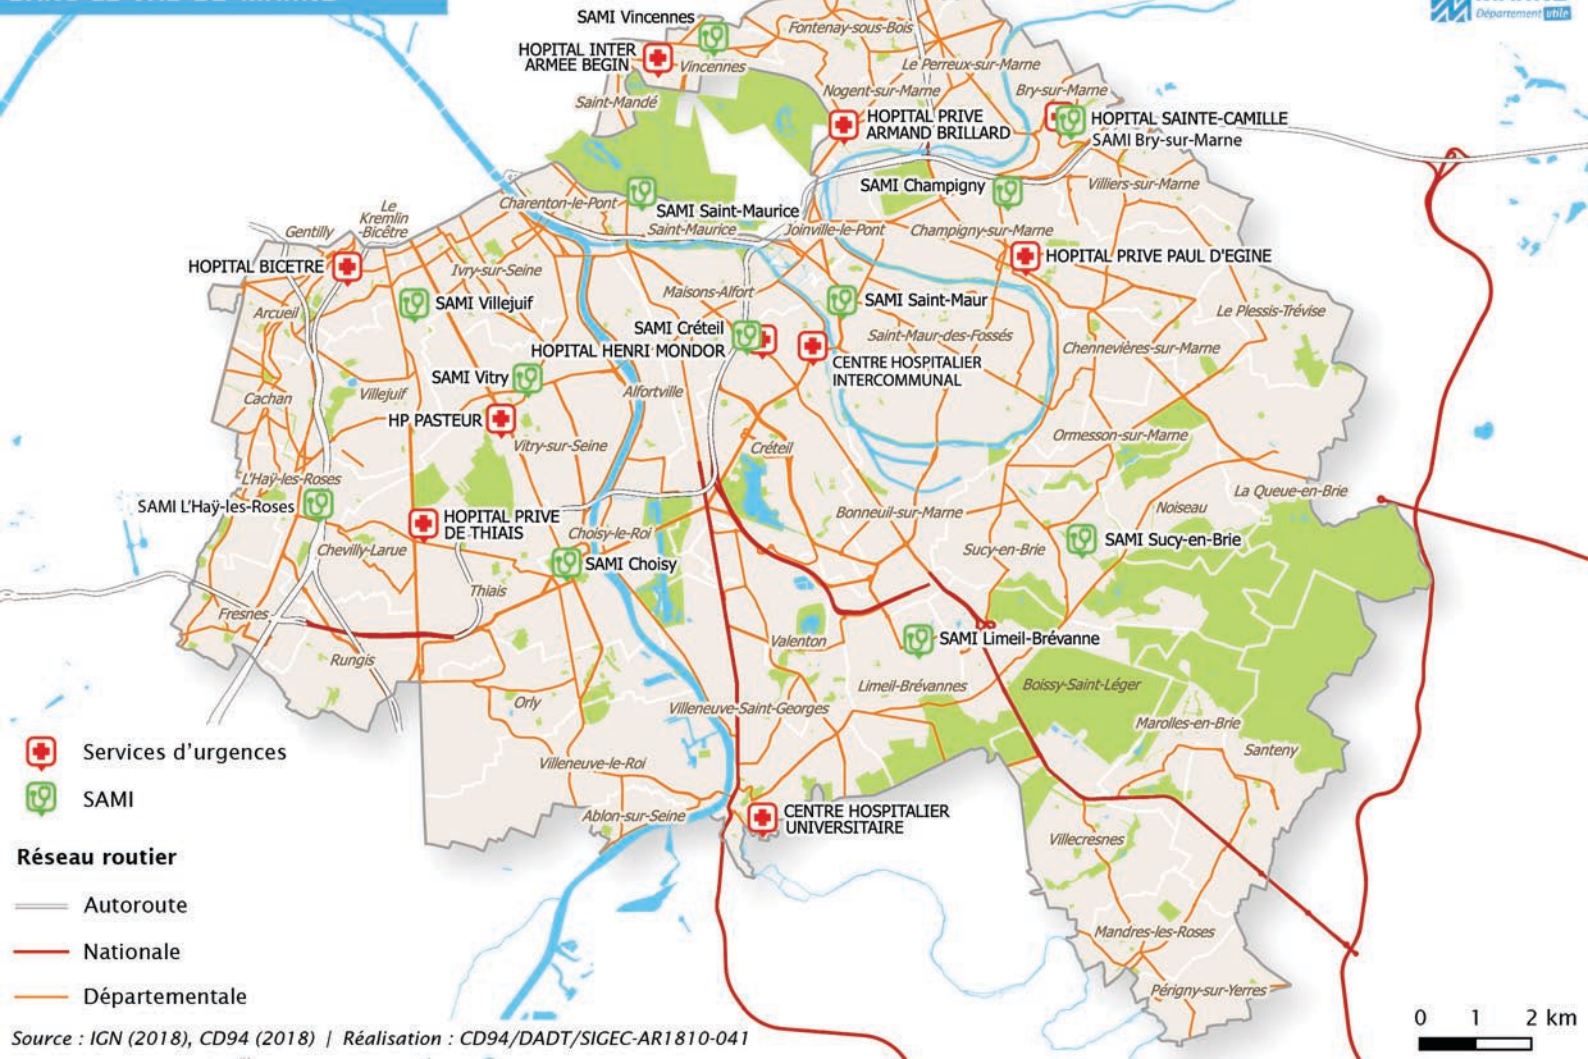 SAMI Vincennes
Fontenay-sous-Bois
Département utile
HOPITAL INTER
ARMEE BEGIN
Vincennes
Le Perreux-sur-Marne
Saint-Mandé
Nogent-sur-Marne
Bry-sur-Marne
HOPITAL PRIVE
ARMAND BRILLARD
HOPITAL SAINTE-CAMILLE
SAMI Bry-sur-Marne
SAMI Champigny
Villiers-sur-Marne
Charenton-le-Pont
SAMI Saint-Maurice
Le
Kremlin
-Bicêtre
Gentilly
Saint-Maurice
Joinville-le-Pont
Champigny-sur-Marne
HOPITAL BICETRE
Ivry-sur-Seine
HOPITAL PRIVE PAUL D'EGINE
Maisons-Alfort
SAMI Villejuif
SAMI Saint-Maur
Arcueil
Le Plessis-Trévise
SAMI Créteil
Saint-Maur-des-Fossés
HOPITAL HENRI MONDOR
Chennevières-sur-Marne
CENTRE HOSPITALIER
INTERCOMMUNAL
SAMI Vitry
Cachan
Villejuif
Alfortville
HP PASTEUR
Vitry-sur-Seine
Créteil
Ormesson-sur-Marne
L'Haÿ-les-Roses
La Queue-en-Brie
SAMI L'Haÿ-les-Roses
Noiseau
HOPITAL PRIVE
DE THIAIS
Bonneuil-sur-Marne
Choisy-le-Roi
Chevilly-Larue
Sucy-en-Brie
SAMI Sucy-en-Brie
SAMI Choisy
Thiais
Fresnes
Valenton
SAMI Limeil-Brévanne
Rungis
Limeil-Brévannes
Boissy-Saint-Léger
Orly
Villeneuve-Saint-Georges
Marolles-en-Brie
Santeny
Services d'urgences
Villeneuve-le-Roi
SAMI
Ablon-sur-Seine
CENTRE HOSPITALIER
UNIVERSITAIRE
Villecresnes
Réseau routier
Autoroute
Mandres-les-Roses
Nationale
Périgny-sur-Yerres
Départementale
0 1 2 km
Source : IGN (2018), CD94 (2018) | Réalisation : CD94/DADT/SIGEC-AR1810-041